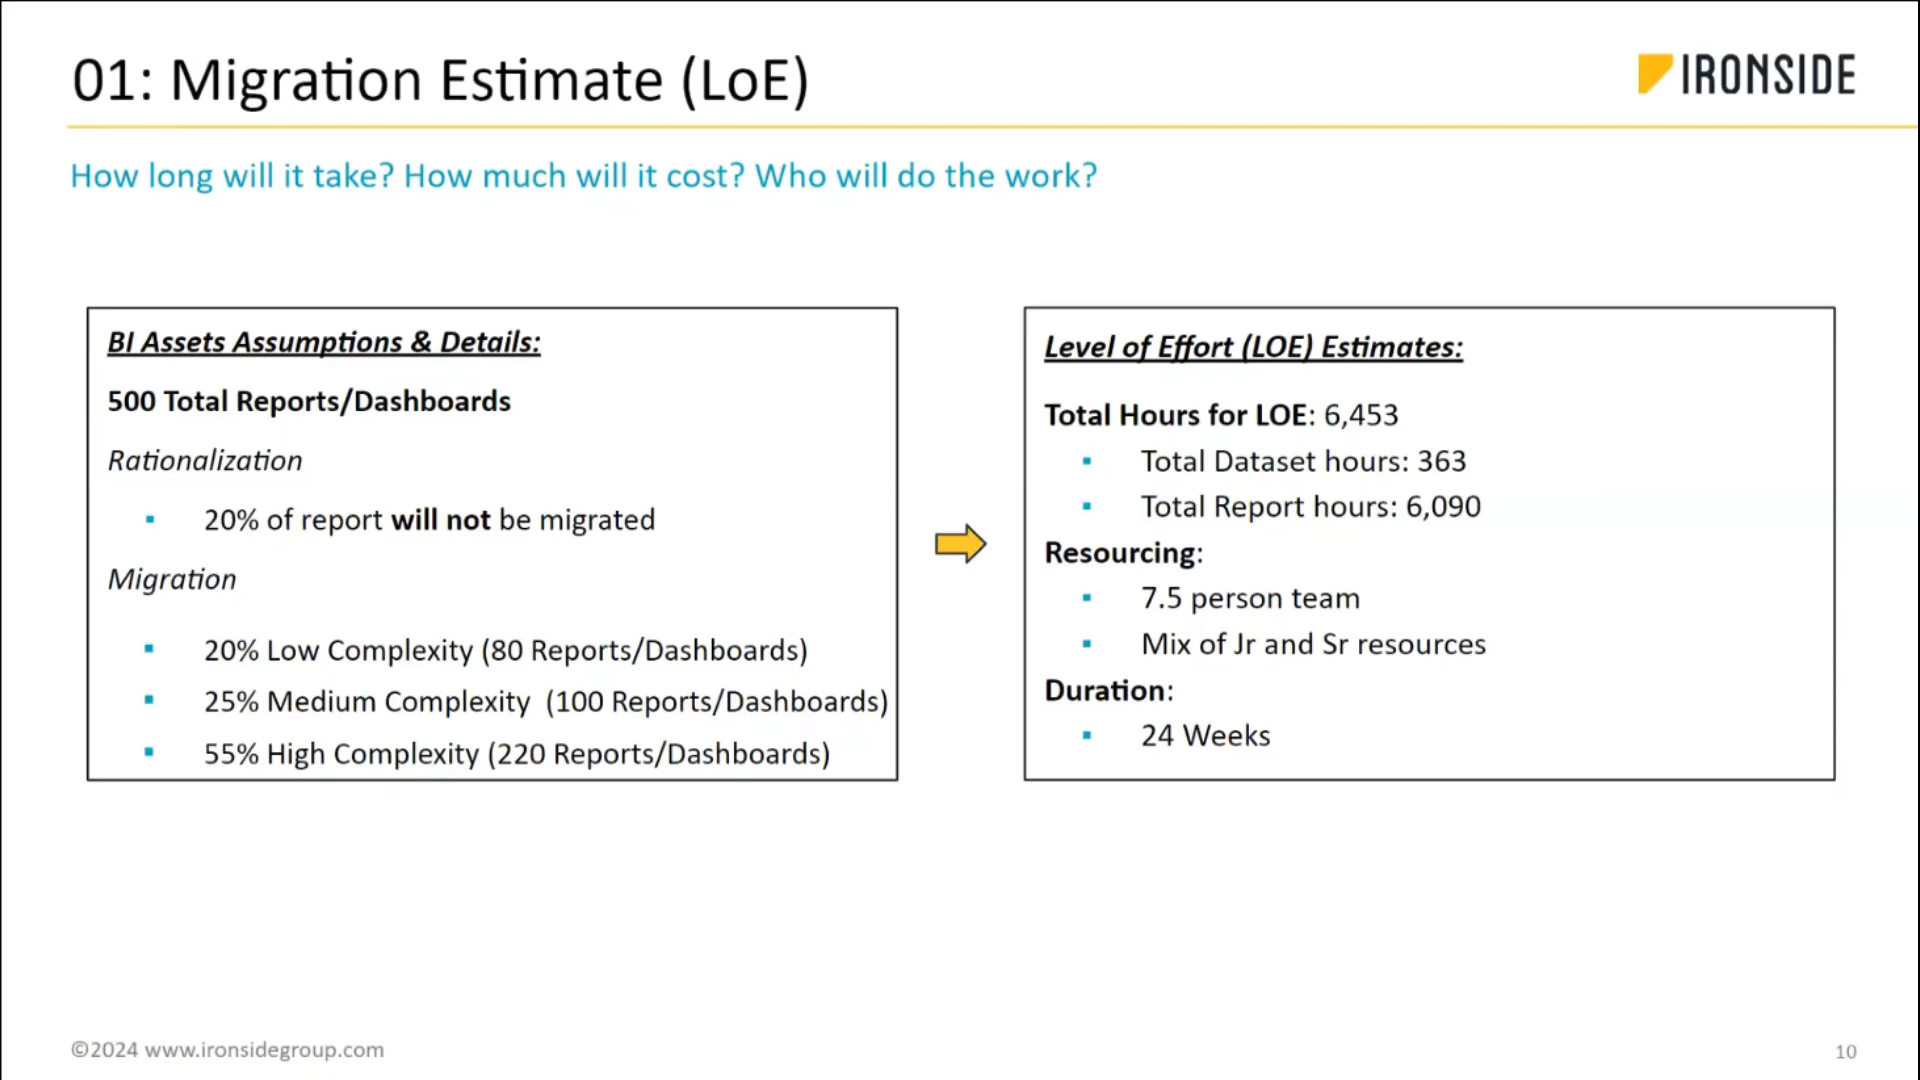 01: Migration Estimate (LoE)
IRONSIDE
How long will it take? How much will it cost? Who will do the work?
BI Assets Assumptions & Details:
500 Total Reports/Dashboards
Rationalization
▪ 20% of report will not be migrated
Migration
▪ 20% Low Complexity (80 Reports/Dashboards)
▪ 25% Medium Complexity (100 Reports/Dashboards)
▪ 55% High Complexity (220 Reports/Dashboards)
Level of Effort (LOE) Estimates:
Total Hours for LOE: 6,453
▪ Total Dataset hours: 363
▪ Total Report hours: 6,090
Resourcing:
▪ 7.5 person team
▪ Mix of Jr and Sr resources
Duration:
▪ 24 Weeks
©2024 www.ironsidegroup.com
10